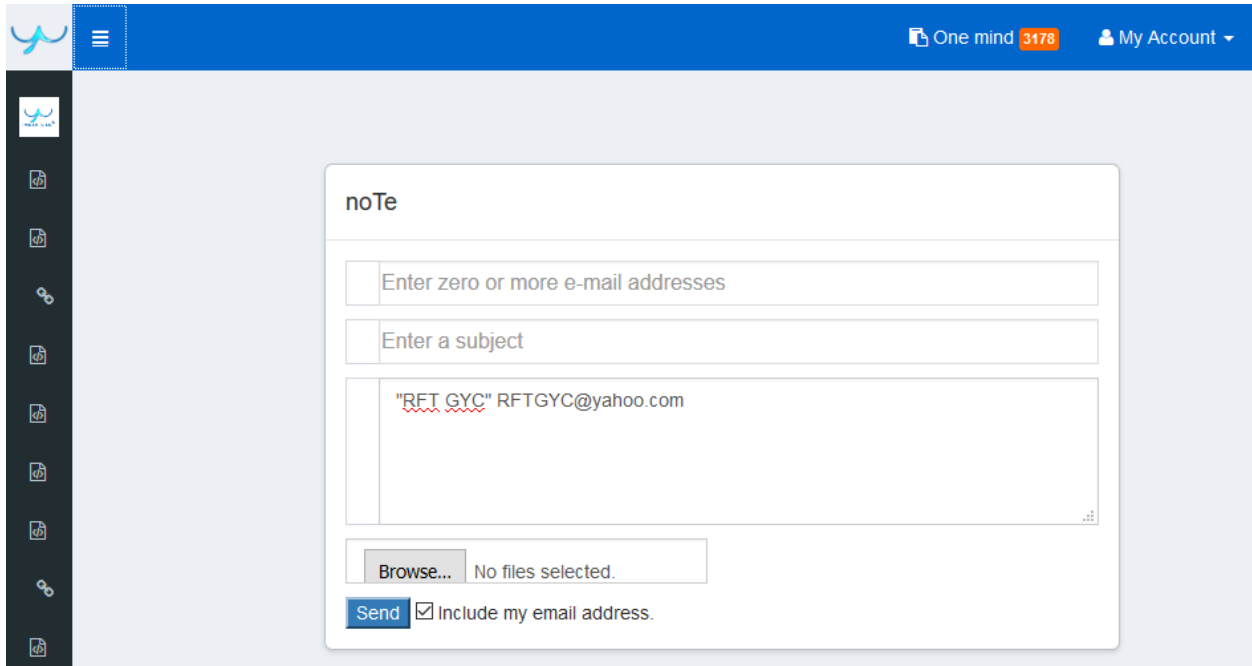 One mind 3178 My Account
noTe
Enter zero or more e-mail addresses
Enter a subject
"RFT GYC" RFTGYC@yahoo.com
Browse... No files selected.
Send Include my email address.